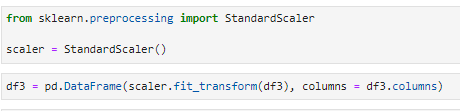 from sklearn.preprocessing import StandardScaler
scaler = StandardScaler()
df3 = pd.DataFrame(scaler.fit_transform(df3), columns = df3.columns)